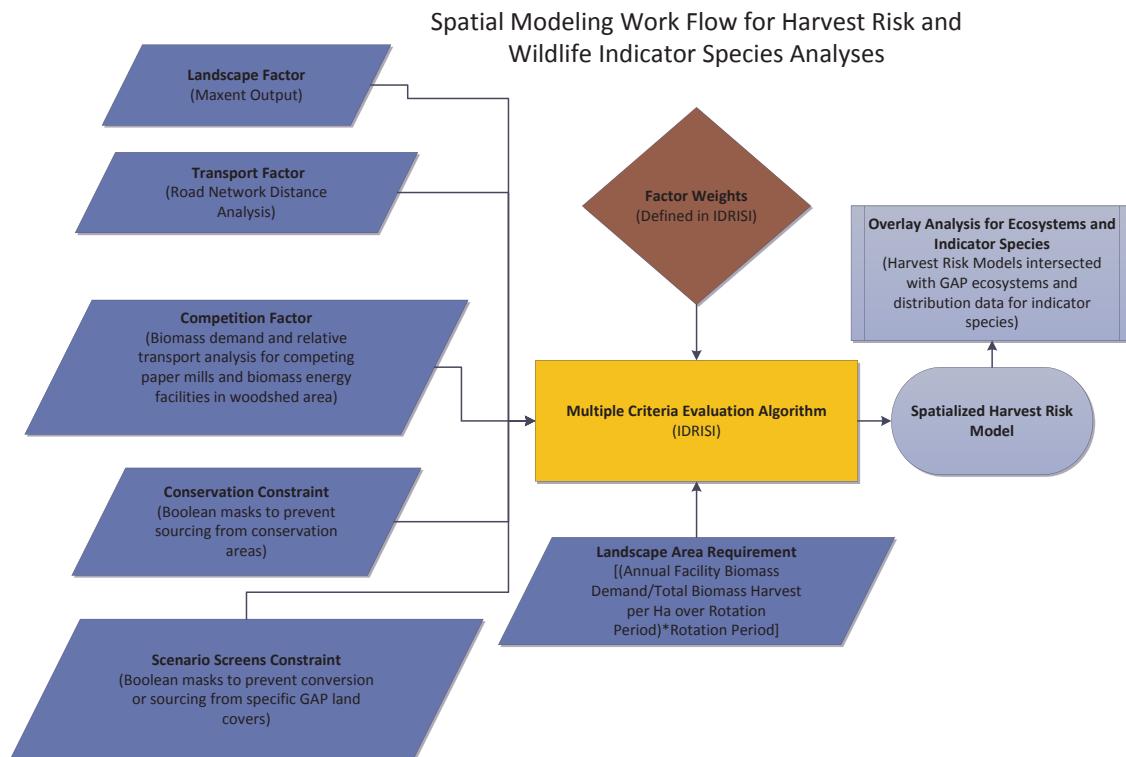 Spatial Modeling Work Flow for Harvest Risk and
Wildlife Indicator Species Analyses
Landscape Factor
(Maxent Output)
Transport Factor
(Road Network Distance
Analysis)
Competition Factor
(Biomass demand and relative
transport analysis for competing
paper mills and biomass energy
facilities in woodshed area)
Conservation Constraint
(Boolean masks to prevent
sourcing from conservation
areas)
Scenario Screens Constraint
(Boolean masks to prevent conversion
or sourcing from specific GAP land
covers)
Factor Weights
(Defined in IDRISI)
Multiple Criteria Evaluation Algorithm
(IDRISI)
Landscape Area Requirement
[(Annual Facility Biomass
Demand/Total Biomass Harvest
per Ha over Rotation
Period)*Rotation Period]
Overlay Analysis for Ecosystems and
Indicator Species
(Harvest Risk Models intersected
with GAP ecosystems and
distribution data for indicator
species)
Spatialized Harvest Risk
Model